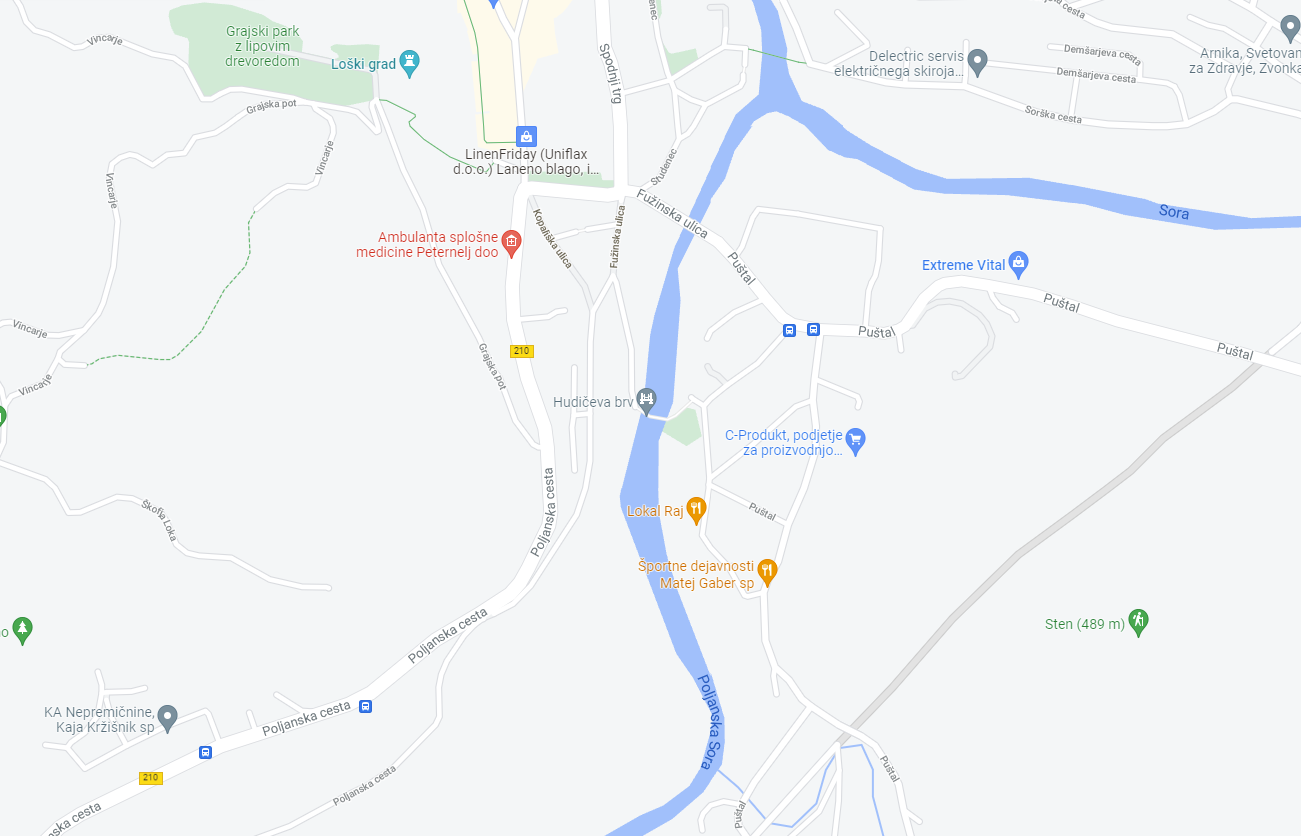 Grajski park
z lipovim
drevoredom
Vincarje
Loški grad
Grajska pot
Spodnji trg
Studenec
Delectric servis
električnega skiroja...
cesta
Demšarjeva cesta
Demšarjeva cesta
Arnika, Svetovan
za Zdravje, Zvonka
Sorška cesta
LinenFriday (Uniflax
d.o.o.) Laneno blago, i...
Studenec
Vincarje
Vincarje
Fužinska ulica
Sora
Kopališka ulica
Fužinska ulica
Ambulanta splošne
medicine Peternelj doo
Puštal
Extreme Vital
Puštal
Puštal
Puštal
Vincarje
210
Grajska pot
Vincarje
Hudičeva brv
C-Produkt, podjetje
za proizvodnjo...
Škofja Loka
Poljanska cesta
Lokal Raj
Puštal
Športne dejavnosti
Matej Gaber sp
Sten (489 m)
o
Poljanska cesta
KA Nepremičnine,
Kaja Kržišnik sp
Poljanska cesta
Poljanska Sora
210
Poljanska cesta
Puštal
Puštal
ska cesta